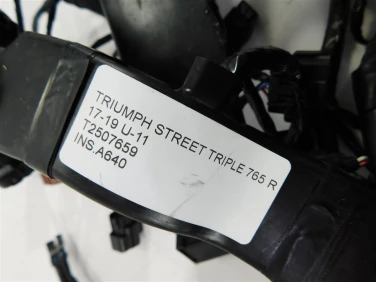 TRIUMPH STREET TRIPLE 765 R
17-19 U-11
T2507659
INS.A640